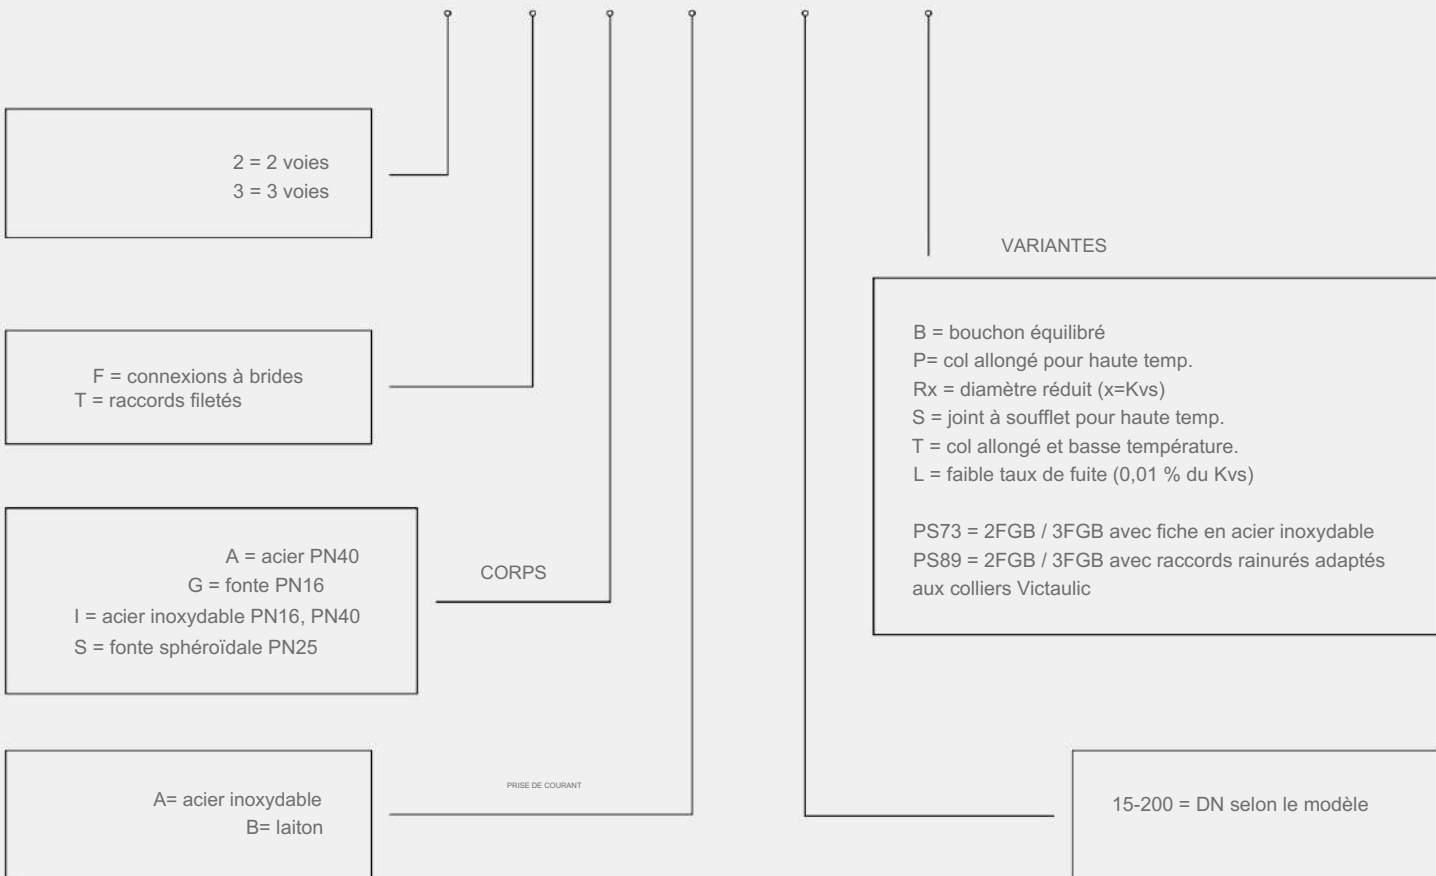 2 = 2 voies
3 = 3 voies
F = connexions à brides
T = raccords filetés
A = acier PN40
G = fonte PN16
I = acier inoxydable PN16, PN40
S = fonte sphéroïdale PN25
CORPS
A= acier inoxydable
B= laiton
PRISE DE COURANT
VARIANTES
B = bouchon équilibré
P= col allongé pour haute temp.
Rx = diamètre réduit (x=Kvs)
S = joint à soufflet pour haute temp.
T = col allongé et basse température.
L = faible taux de fuite (0,01 % du Kvs)
PS73 = 2FGB / 3FGB avec fiche en acier inoxydable
PS89 = 2FGB / 3FGB avec raccords rainurés adaptés
aux colliers Victaulic
15-200 = DN selon le modèle